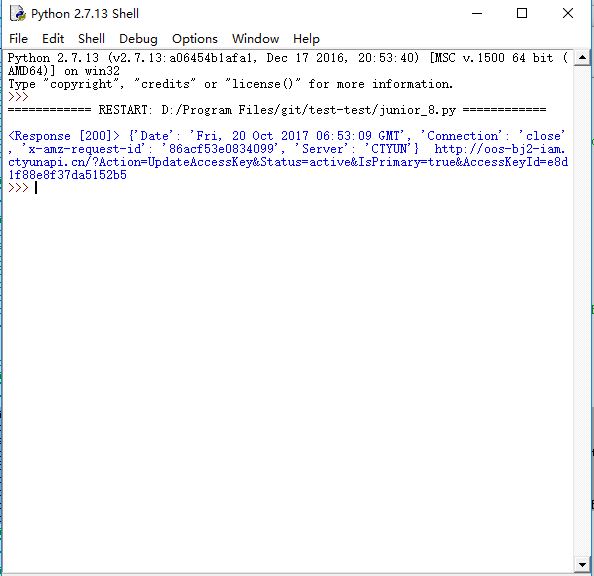 Python 2.7.13 Shell
File Edit Shell Debug Options Window Help
Python 2.7.13 (v2.7.13:a06454b1afa1, Dec 17 2016, 20:53:40) [MSC v.1500 64 bit (
AMD64)] on win32
Type "copyright", "credits" or "license()" for more information.
>>>
============ RESTART: D:/Program Files/git/test-test/junior_8.py ============
<Response [200]> {'Date': 'Fri, 20 Oct 2017 06:53:09 GMT', 'Connection': 'close'
, 'x-amz-request-id': '86acf53e0834099', 'Server': 'CTYUN'}  http://oos-bj2-iam.
ctyunapi.cn/?Action=UpdateAccessKey&Status=active&IsPrimary=true&AccessKeyId=e8d
1f88e8f37da5152b5
>>>